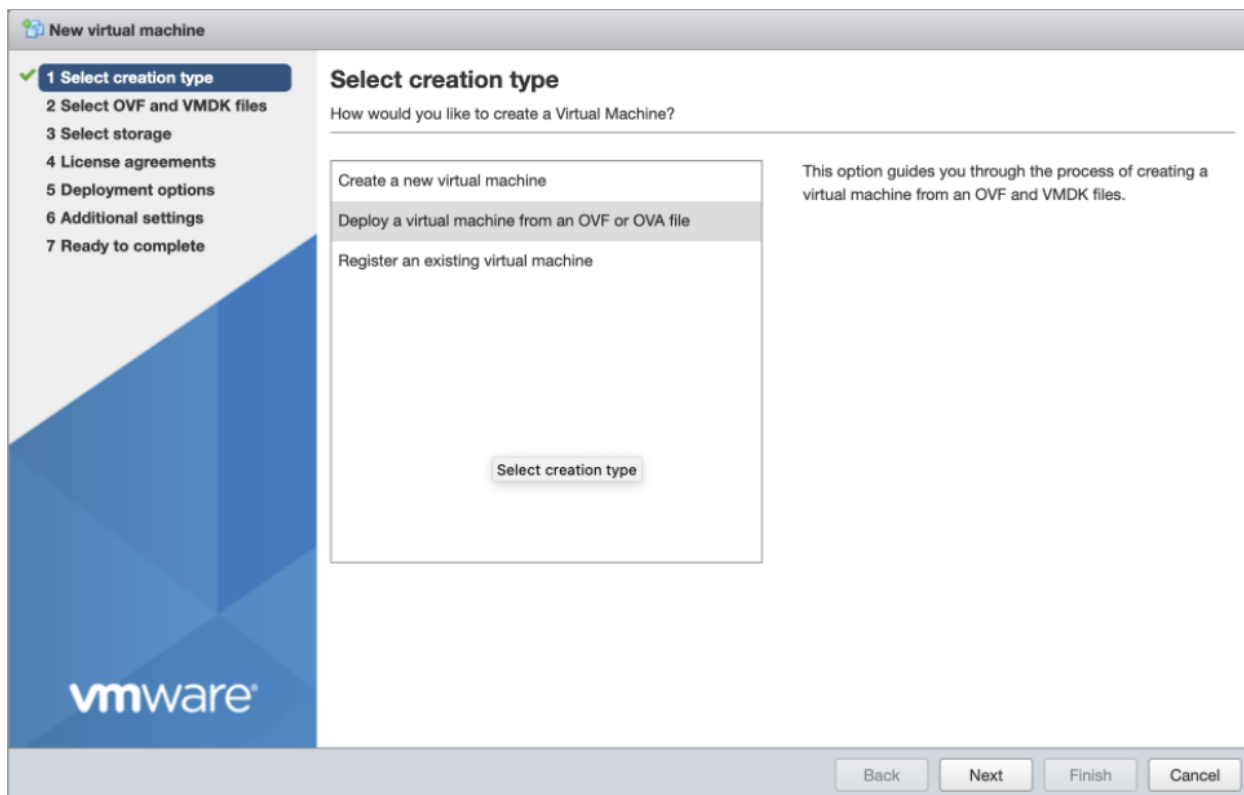 New virtual machine
1 Select creation type
2 Select OVF and VMDK files
3 Select storage
4 License agreements
5 Deployment options
6 Additional settings
7 Ready to complete
vmware®
Select creation type
How would you like to create a Virtual Machine?
Create a new virtual machine
Deploy a virtual machine from an OVF or OVA file
Register an existing virtual machine
Select creation type
This option guides you through the process of creating a
virtual machine from an OVF and VMDK files.
Back
Next
Finish
Cancel